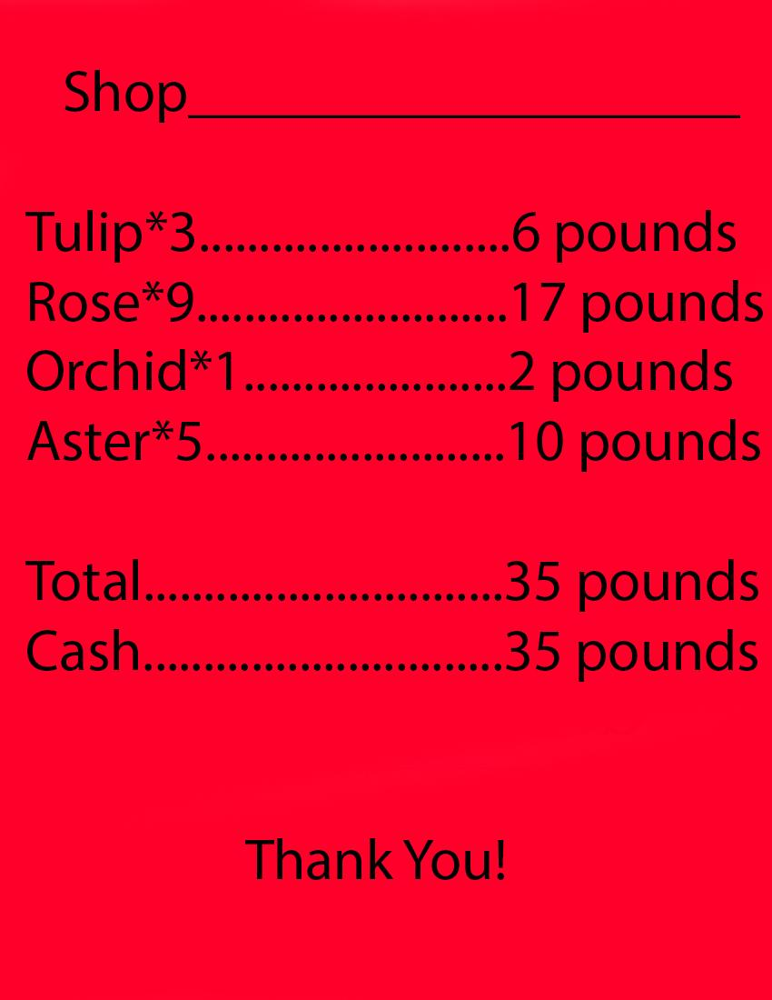 Shop______________________
Tulip*3..........................6 pounds
Rose*9..........................17 pounds
Orchid*1......................2 pounds
Aster*5.........................10 pounds
Total..............................35 pounds
Cash..............................35 pounds
Thank You!